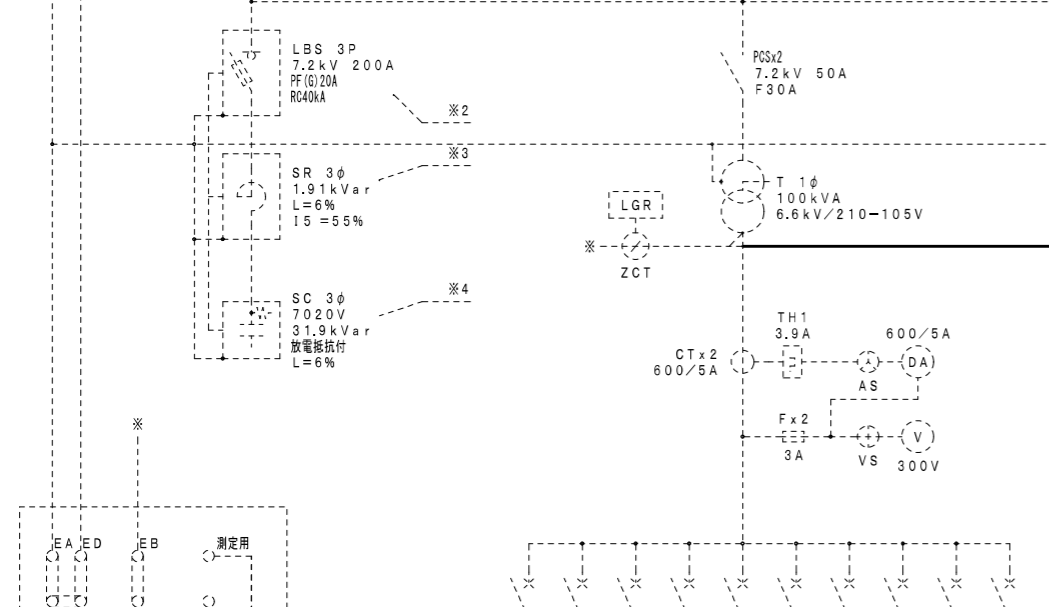 LBS 3P
7.2kV 200A
PF(G)20A
RC40kA
※2
※3
SR 3φ
1.91kVar
L=6%
I5 =55%
※4
SC 3φ
7020V
31.9kVar
放電抵抗付
L=6%
PCSx2
7.2kV 50A
F30A
T 1φ
100kVA
6.6kV/210-105V
LGR
※
ZCT
CTx2
600/5A
TH1
3.9A
600/5A
DA
AS
Fx2
3A
VS
V
300V
※
EA
ED
EB
測定用